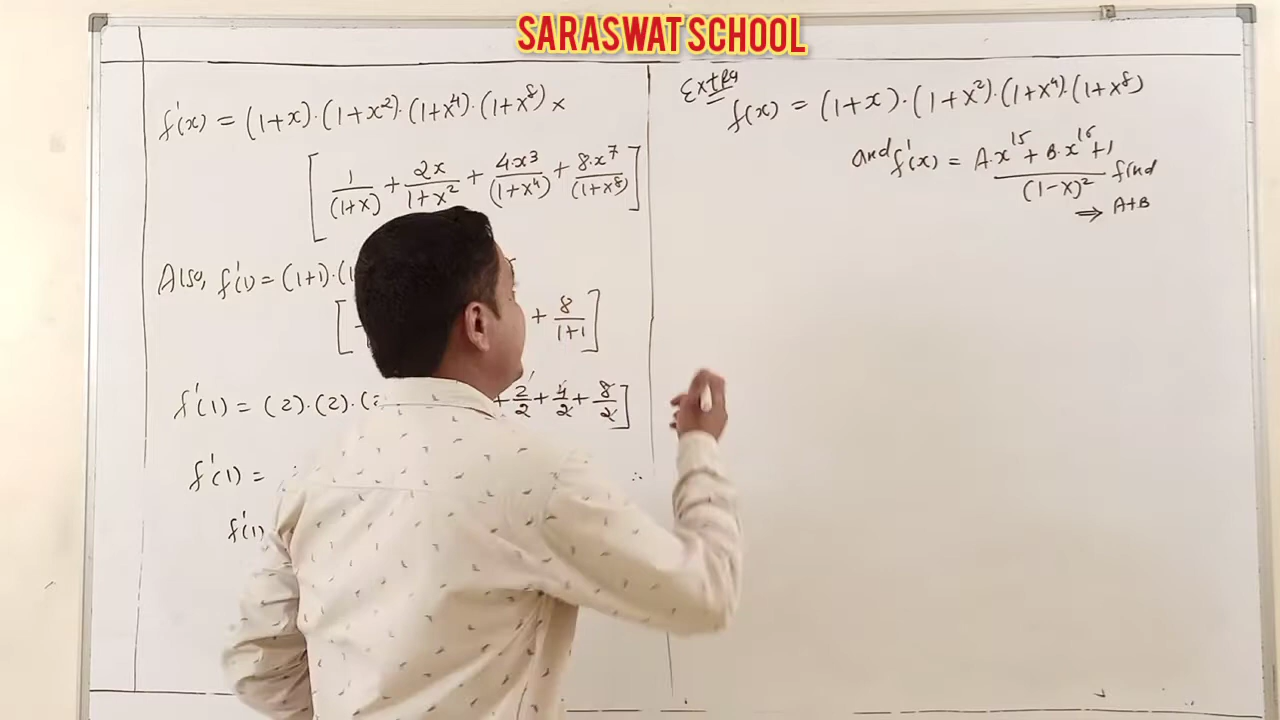 SARASWAT SCHOOL
f'(x) = (1+x).(1+x²).(1+x⁴).(1+x⁸) ×
[1/(1+x) + 2x/1+x² + 4x³/(1+x⁴) + 8.x⁷/(1+x⁸)]
Also, f'(1) = (1+1).(1
[ + 8/1+1]
f'(1) = (2).(2). + 2/2 + 4/2 + 8/2]
f'(1) =
f'(1)
Extra
f(x) = (1+x).(1+x²).(1+x⁴).(1+x⁸)
and f'(x) = A.x¹⁵ + B.x¹⁶ + 1/(1-x)² find
⇒ A+B